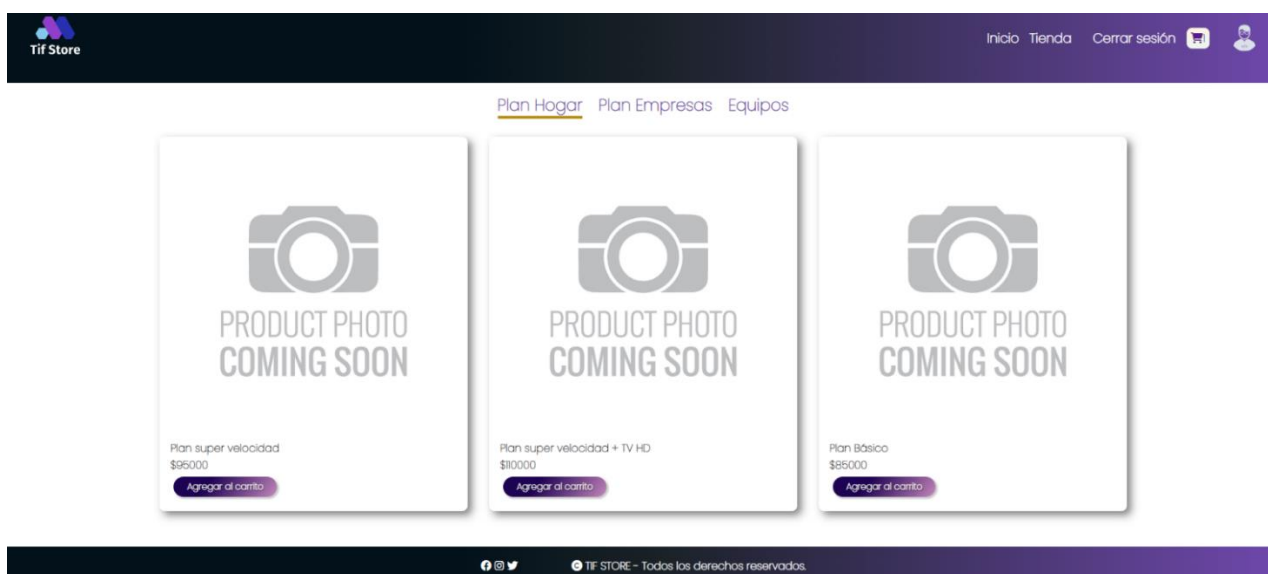 Tif Store
Inicio Tienda Cerrar sesión
Plan Hogar Plan Empresas Equipos
PRODUCT PHOTO
COMING SOON
PRODUCT PHOTO
COMING SOON
PRODUCT PHOTO
COMING SOON
Plan super velocidad
$95000
Agregar al carrito
Plan super velocidad + TV HD
$110000
Agregar al carrito
Plan Básico
$85000
Agregar al carrito
TIF STORE - Todos los derechos reservados.